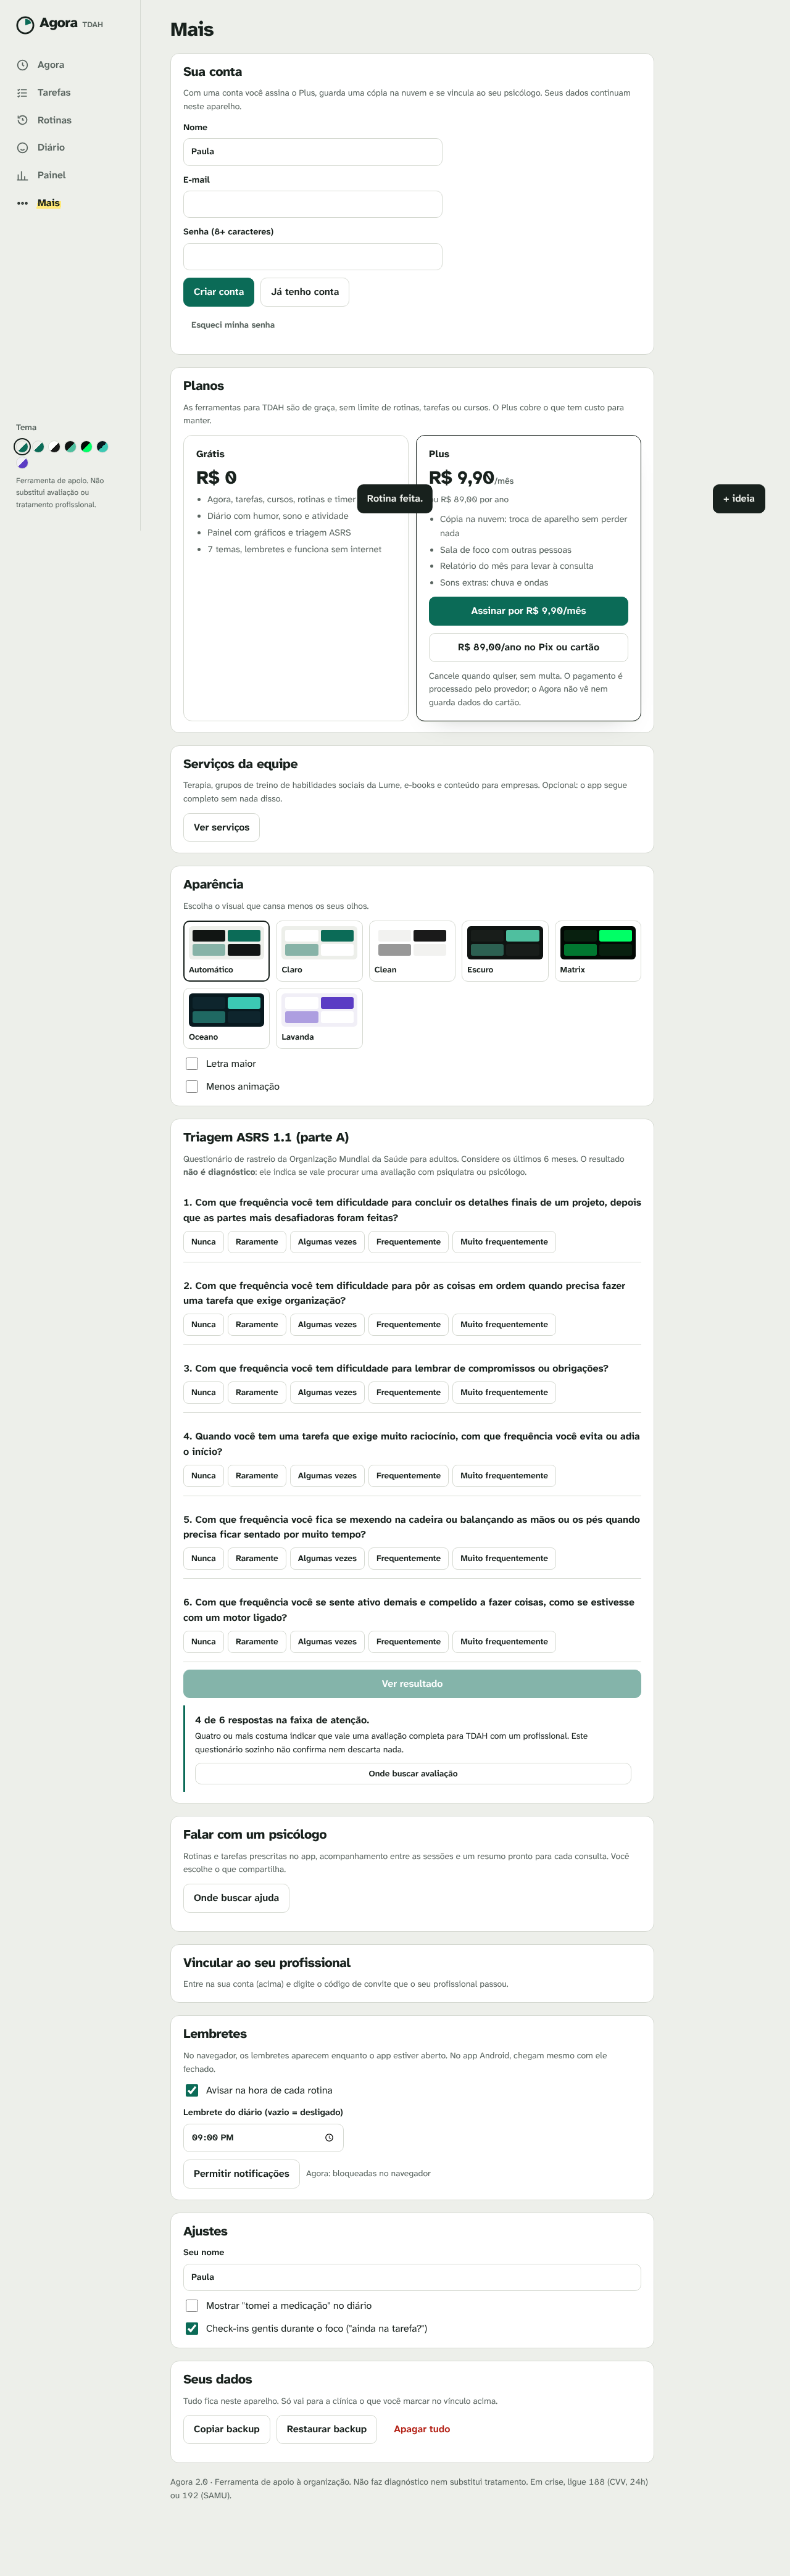 Agora TDAH
Agora
Tarefas
Rotinas
Diário
Painel
Mais
Tema
Ferramenta de apoio. Não
substitui avaliação ou
tratamento profissional.
Mais
Sua conta
Com uma conta você assina o Plus, guarda uma cópia na nuvem e se vincula ao seu psicólogo. Seus dados continuam
neste aparelho.
Nome
Paula
E-mail
Senha (8+ caracteres)
Criar conta
Já tenho conta
Esqueci minha senha
Planos
As ferramentas para TDAH são de graça, sem limite de rotinas, tarefas ou cursos. O Plus cobre o que tem custo para
manter.
Grátis
R$ 0
Agora, tarefas, cursos, rotinas e timer
Diário com humor, sono e atividade
Painel com gráficos e triagem ASRS
7 temas, lembretes e funciona sem internet
Rotina feita.
Plus
R$ 9,90/mês
u R$ 89,00 por ano
Cópia na nuvem: troca de aparelho sem perder
nada
Sala de foco com outras pessoas
Relatório do mês para levar à consulta
Sons extras: chuva e ondas
Assinar por R$ 9,90/mês
R$ 89,00/ano no Pix ou cartão
Cancele quando quiser, sem multa. O pagamento é
processado pelo provedor; o Agora não vê nem
guarda dados do cartão.
+ ideia
Serviços da equipe
Terapia, grupos de treino de habilidades sociais da Lume, e-books e conteúdo para empresas. Opcional: o app segue
completo sem nada disso.
Ver serviços
Aparência
Escolha o visual que cansa menos os seus olhos.
Automático
Claro
Clean
Escuro
Matrix
Oceano
Lavanda
Letra maior
Menos animação
Triagem ASRS 1.1 (parte A)
Questionário de rastreio da Organização Mundial da Saúde para adultos. Considere os últimos 6 meses. O resultado
não é diagnóstico: ele indica se vale procurar uma avaliação com psiquiatra ou psicólogo.
1. Com que frequência você tem dificuldade para concluir os detalhes finais de um projeto, depois
que as partes mais desafiadoras foram feitas?
Nunca Raramente Algumas vezes Frequentemente Muito frequentemente
2. Com que frequência você tem dificuldade para pôr as coisas em ordem quando precisa fazer
uma tarefa que exige organização?
Nunca Raramente Algumas vezes Frequentemente Muito frequentemente
3. Com que frequência você tem dificuldade para lembrar de compromissos ou obrigações?
Nunca Raramente Algumas vezes Frequentemente Muito frequentemente
4. Quando você tem uma tarefa que exige muito raciocínio, com que frequência você evita ou adia
o início?
Nunca Raramente Algumas vezes Frequentemente Muito frequentemente
5. Com que frequência você fica se mexendo na cadeira ou balançando as mãos ou os pés quando
precisa ficar sentado por muito tempo?
Nunca Raramente Algumas vezes Frequentemente Muito frequentemente
6. Com que frequência você se sente ativo demais e compelido a fazer coisas, como se estivesse
com um motor ligado?
Nunca Raramente Algumas vezes Frequentemente Muito frequentemente
Ver resultado
4 de 6 respostas na faixa de atenção.
Quatro ou mais costuma indicar que vale uma avaliação completa para TDAH com um profissional. Este
questionário sozinho não confirma nem descarta nada.
Onde buscar avaliação
Falar com um psicólogo
Rotinas e tarefas prescritas no app, acompanhamento entre as sessões e um resumo pronto para cada consulta. Você
escolhe o que compartilha.
Onde buscar ajuda
Vincular ao seu profissional
Entre na sua conta (acima) e digite o código de convite que o seu profissional passou.
Lembretes
No navegador, os lembretes aparecem enquanto o app estiver aberto. No app Android, chegam mesmo com ele
fechado.
Avisar na hora de cada rotina
Lembrete do diário (vazio = desligado)
09:00 PM
Permitir notificações
Agora: bloqueadas no navegador
Ajustes
Seu nome
Paula
Mostrar "tomei a medicação" no diário
Check-ins gentis durante o foco ("ainda na tarefa?")
Seus dados
Tudo fica neste aparelho. Só vai para a clínica o que você marcar no vínculo acima.
Copiar backup
Restaurar backup
Apagar tudo
Agora 2.0 · Ferramenta de apoio à organização. Não faz diagnóstico nem substitui tratamento. Em crise, ligue 188 (CVV, 24h)
ou 192 (SAMU).